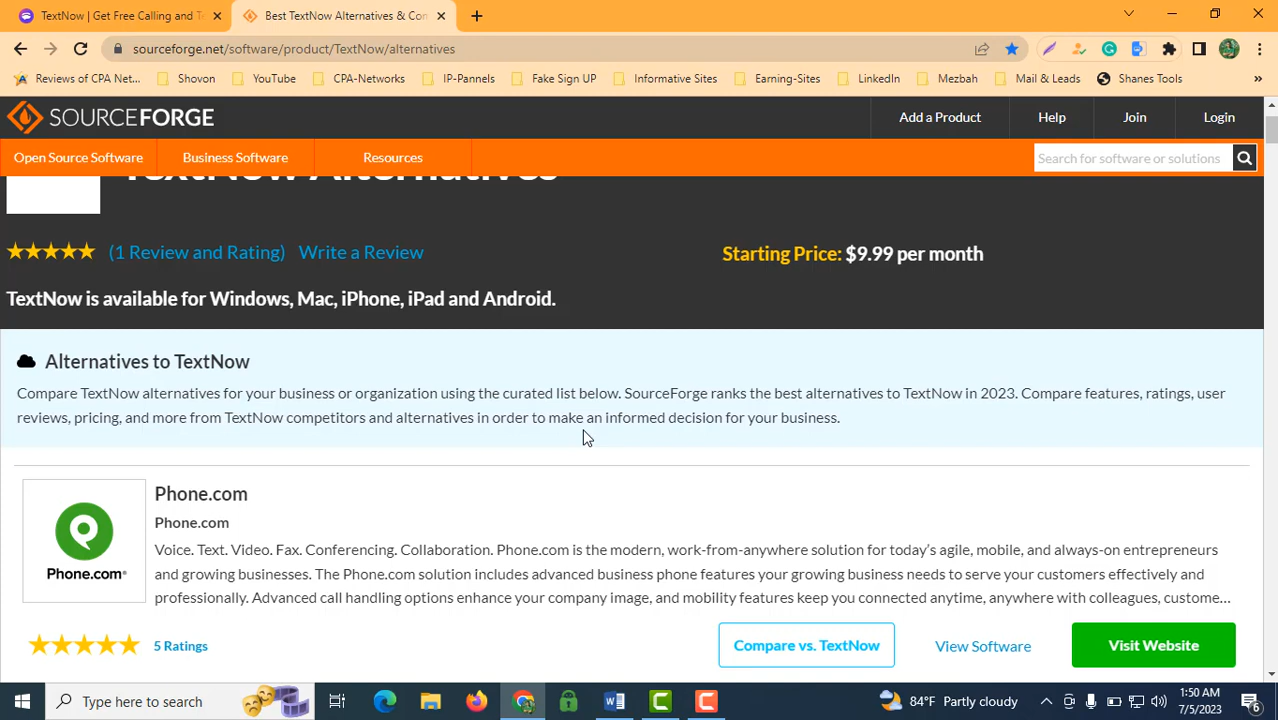 TextNow | Get Free Calling and T
Best TextNow Alternatives & Con
sourceforge.net/software/product/TextNow/alternatives
Reviews of CPA Net...
Shovon
YouTube
CPA-Networks
IP-Pannels
Fake Sign UP
Informative Sites
Earning-Sites
LinkedIn
Mezbah
Mail & Leads
Shanes Tools
»
SOURCEFORGE
Add a Product
Help
Join
Login
Open Source Software
Business Software
Resources
Search for software or solutions
TextNow Alternatives
(1 Review and Rating)
Write a Review
Starting Price: $9.99 per month
TextNow is available for Windows, Mac, iPhone, iPad and Android.
Alternatives to TextNow
Compare TextNow alternatives for your business or organization using the curated list below. SourceForge ranks the best alternatives to TextNow in 2023. Compare features, ratings, user
reviews, pricing, and more from TextNow competitors and alternatives in order to make an informed decision for your business.
Phone.com
Phone.com
Phone.com®
Voice. Text. Video. Fax. Conferencing. Collaboration. Phone.com is the modern, work-from-anywhere solution for today's agile, mobile, and always-on entrepreneurs
and growing businesses. The Phone.com solution includes advanced business phone features your growing business needs to serve your customers effectively and
professionally. Advanced call handling options enhance your company image, and mobility features keep you connected anytime, anywhere with colleagues, custome...
5 Ratings
Compare vs. TextNow
View Software
Visit Website
Type here to search
84°F Partly cloudy
1:50 AM
7/5/2023
6